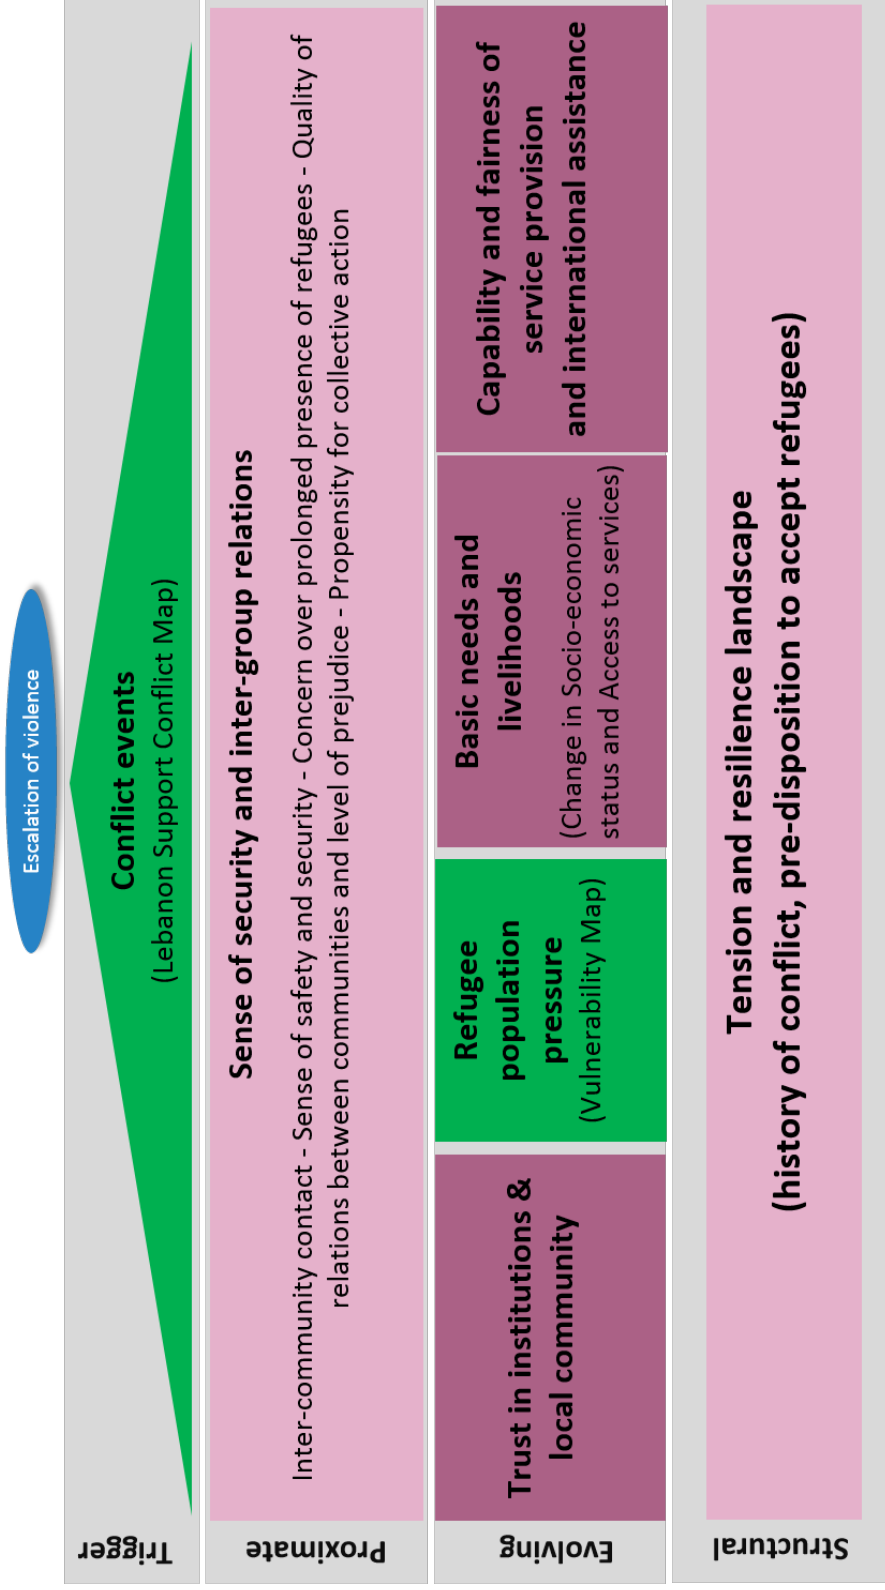 Escalation of violence
Trigger
Conflict events
(Lebanon Support Conflict Map)
Proximate
Sense of security and inter-group relations
Inter-community contact - Sense of safety and security - Concern over prolonged presence of refugees - Quality of
relations between communities and level of prejudice - Propensity for collective action
Evolving
Trust in institutions &
local community
Refugee
population
pressure
(Vulnerability Map)
Basic needs and
livelihoods
(Change in Socio-economic
status and Access to services)
Capability and fairness of
service provision
and international assistance
Structural
Tension and resilience landscape
(history of conflict, pre-disposition to accept refugees)